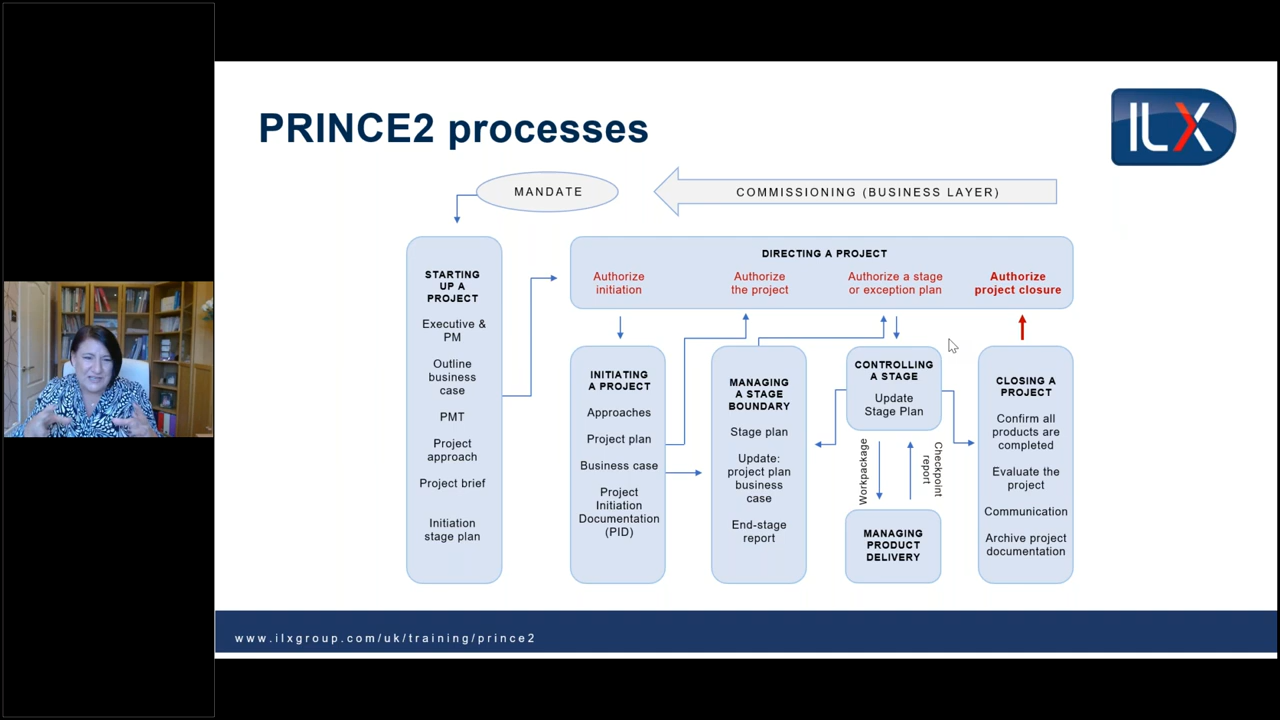 PRINCE2 processes
ILX
MANDATE
COMMISSIONING (BUSINESS LAYER)
STARTING
UP A
PROJECT
Executive &
PM
Outline
business
case
PMT
Project
approach
Project brief
Initiation
stage plan
DIRECTING A PROJECT
Authorize
initiation
Authorize
the project
Authorize a stage
or exception plan
Authorize
project closure
INITIATING
A PROJECT
Approaches
Project plan
Business case
Project
Initiation
Documentation
(PID)
MANAGING
A STAGE
BOUNDARY
Stage plan
Update:
project plan
business
case
End-stage
report
CONTROLLING
A STAGE
Update
Stage Plan
Workpackage
Checkpoint
report
MANAGING
PRODUCT
DELIVERY
CLOSING A
PROJECT
Confirm all
products are
completed
Evaluate the
project
Communication
Archive project
documentation
www.ilxgroup.com/uk/training/prince2